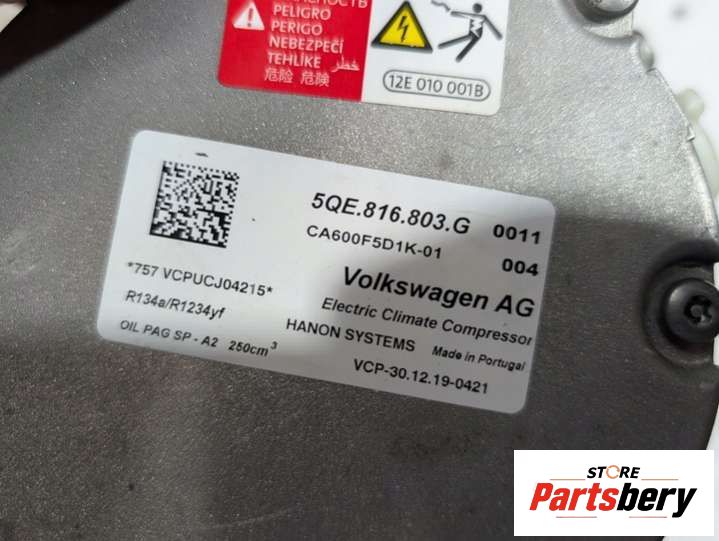 PELIGRO
PERIGO
NEBEZPEČÍ
TEHLİKE خطر
危险 危険
12E 010 001B
5QE.816.803.G 0011
CA600F5D1K-01 004
*757 VCPUCJ04215*
Volkswagen AG
R134a/R1234yf
Electric Climate Compressor
OIL PAG SP - A2 250cm³
HANON SYSTEMS Made in Portugal
VCP-30.12.19-0421
STORE
Partsbery